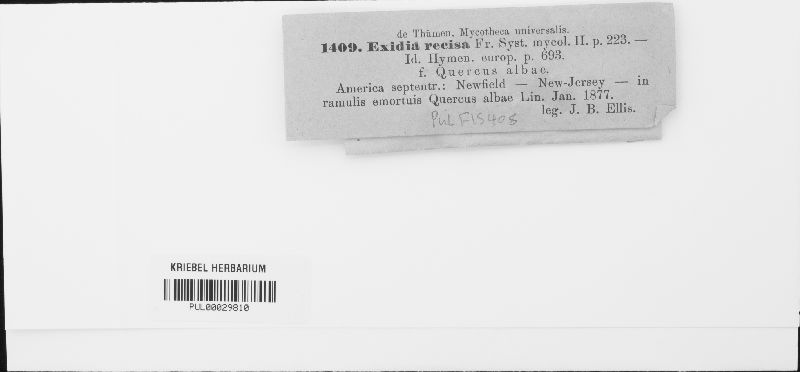 de Thümen, Mycotheca universalis.
1409. Exidia recisa Fr. Syst. mycol. II. p. 223. —
Id. Hymen. europ. p. 693.
f. Quercus albae.
America septentr.: Newfield — New-Jersey — in
ramulis emortuis Quercus albae Lin. Jan. 1877.
leg. J. B. Ellis.
PUL F15408
KRIEBEL HERBARIUM
PUL00029810